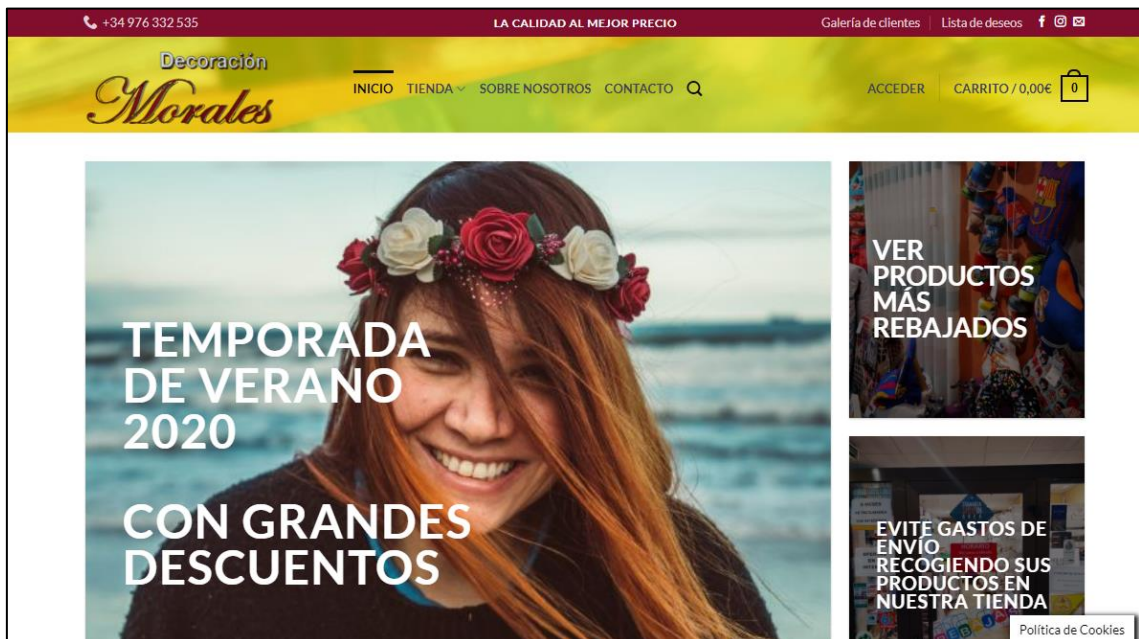 +34 976 332 535
LA CALIDAD AL MEJOR PRECIO
Galería de clientes
Lista de deseos
Decoración
Morales
INICIO
TIENDA
SOBRE NOSOTROS
CONTACTO
ACCEDER
CARRITO / 0,00€
0
TEMPORADA
DE VERANO
2020
CON GRANDES
DESCUENTOS
VER
PRODUCTOS
MÁS
REBAJADOS
EVITE GASTOS DE
ENVÍO
RECOGIENDO SUS
PRODUCTOS EN
NUESTRA TIENDA
Política de Cookies